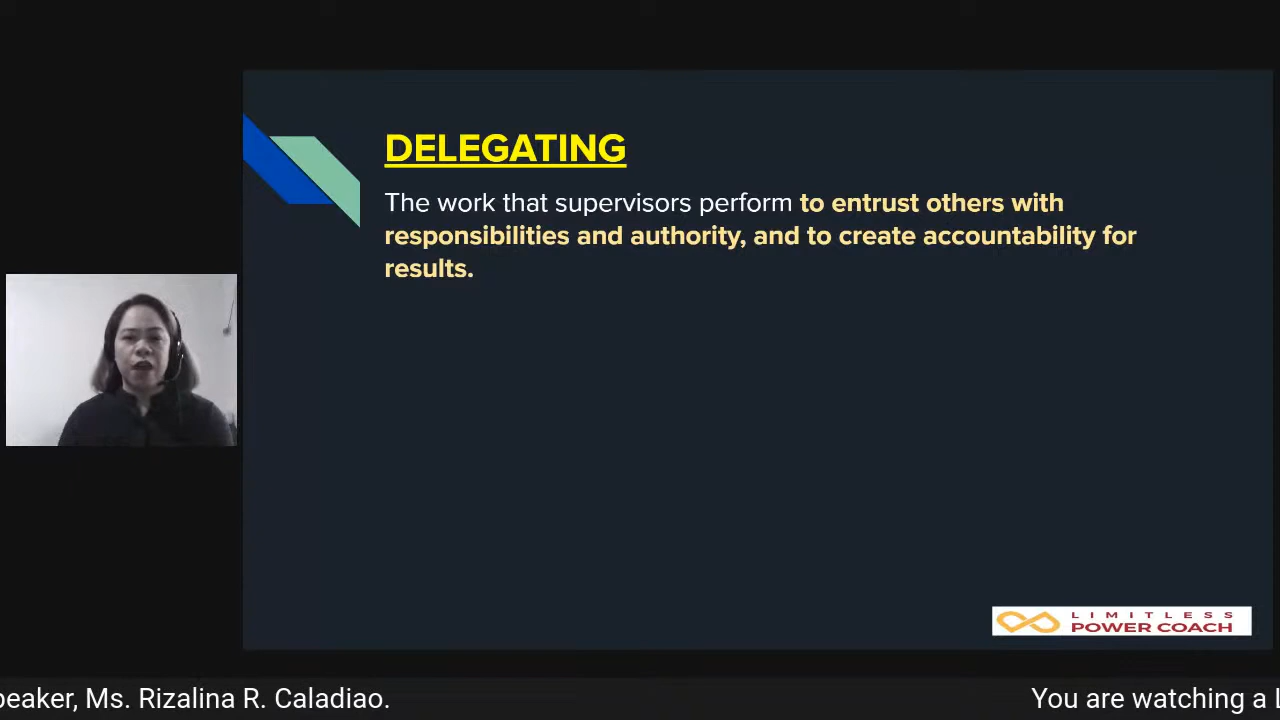 DELEGATING
The work that supervisors perform to entrust others with
responsibilities and authority, and to create accountability for
results.
LIMITLESS
POWER COACH
peaker, Ms. Rizalina R. Caladiao.
You are watching a